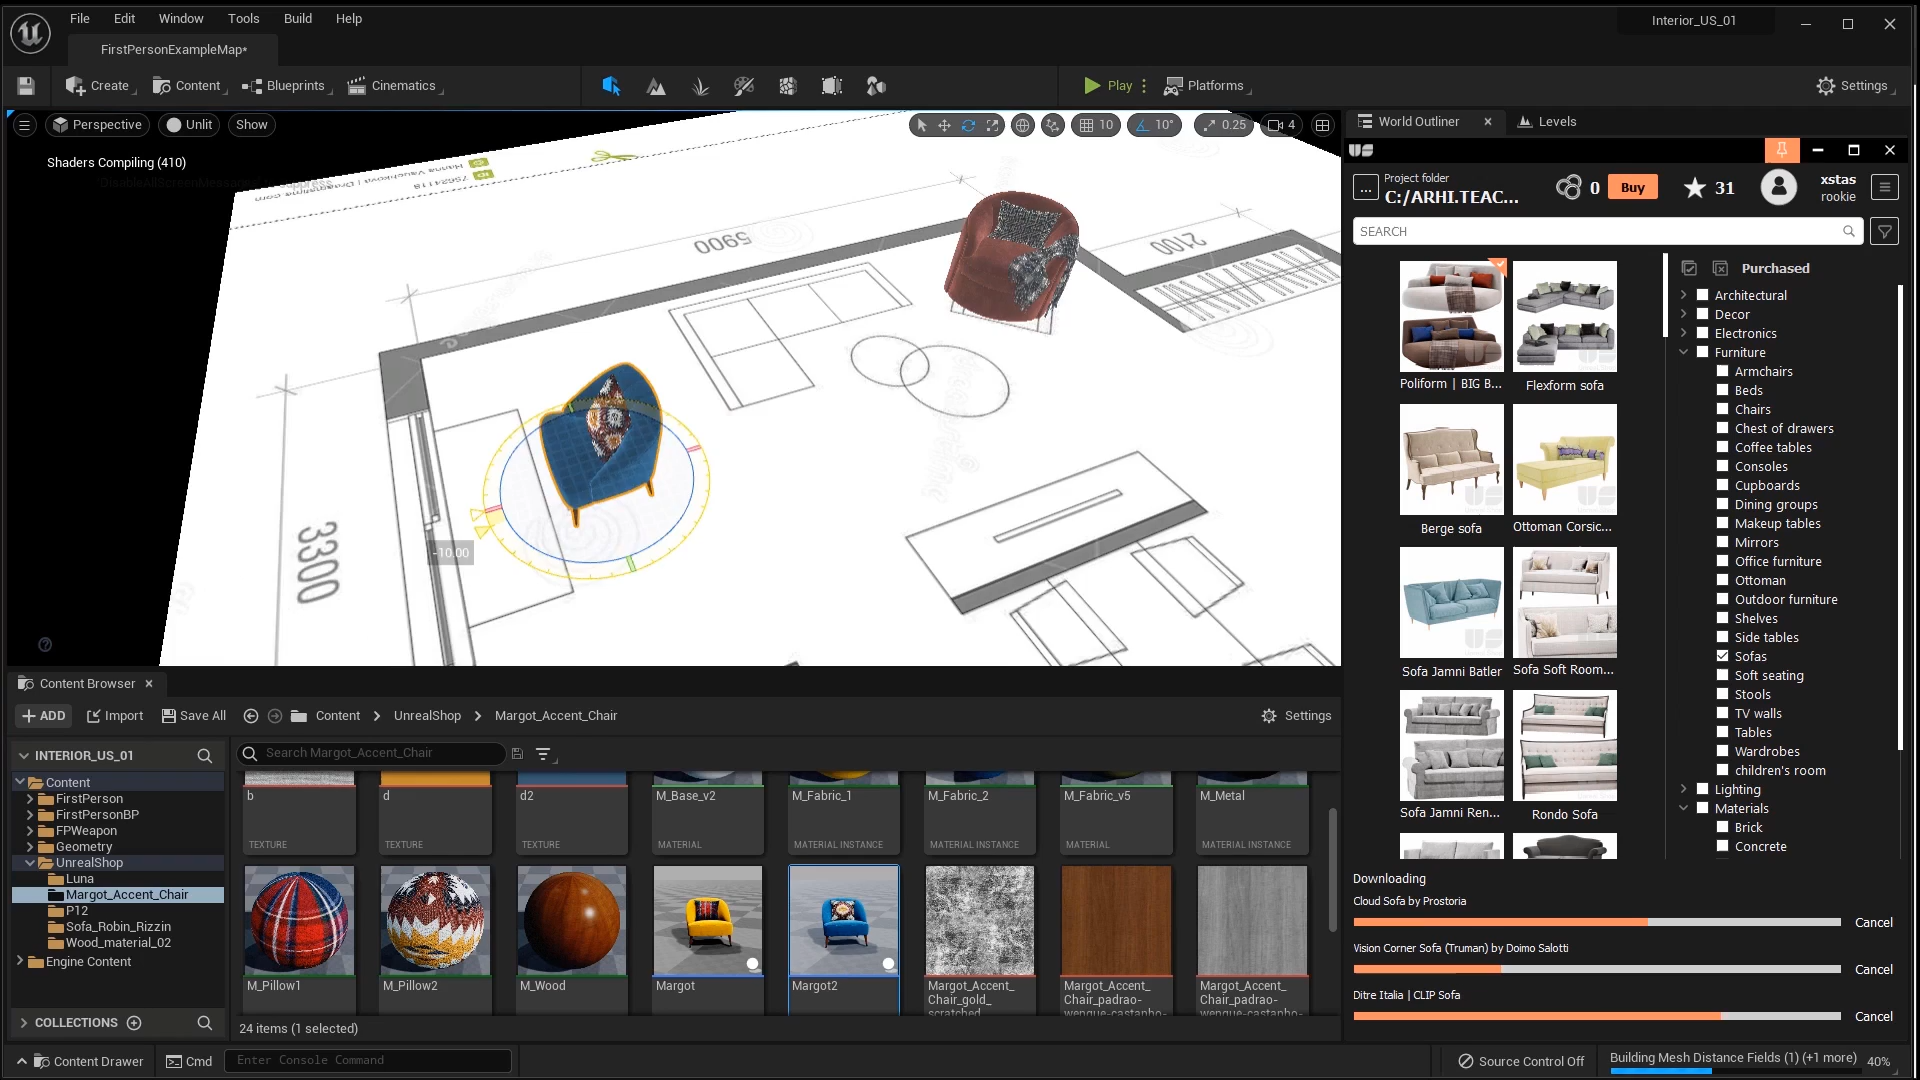 File Edit Window Tools Build Help
Interior_US_01
FirstPersonExampleMap*
Create Content Blueprints Cinematics Play Platforms Settings
Perspective Unlit Show
10 10° 0.25 4
Shaders Compiling (410)
75624118
5900
2100
3300
-10.00
World Outliner Levels
Project folder
C:/ARHI.TEAC...
0 Buy 31
xstas
rookie
SEARCH
Poliform | BIG B...
Flexform sofa
Berge sofa
Ottoman Corsic...
Sofa Jamni Batler
Sofa Soft Room...
Sofa Jamni Ren...
Rondo Sofa
Purchased
Architectural
Decor
Electronics
Furniture
Armchairs
Beds
Chairs
Chest of drawers
Coffee tables
Consoles
Cupboards
Dining groups
Makeup tables
Mirrors
Office furniture
Ottoman
Outdoor furniture
Shelves
Side tables
Sofas
Soft seating
Stools
TV walls
Tables
Wardrobes
children's room
Lighting
Materials
Brick
Concrete
Downloading
Cloud Sofa by Prostoria
Cancel
Vision Corner Sofa (Truman) by Doimo Salotti
Cancel
Ditre Italia | CLIP Sofa
Cancel
Content Browser
ADD Import Save All Content UnrealShop Margot_Accent_Chair Settings
INTERIOR_US_01
Content
FirstPerson
FirstPersonBP
FPWeapon
Geometry
UnrealShop
Luna
Margot_Accent_Chair
P12
Sofa_Robin_Rizzin
Wood_material_02
Engine Content
COLLECTIONS
Search Margot_Accent_Chair
b
TEXTURE
d
TEXTURE
d2
TEXTURE
M_Base_v2
MATERIAL
M_Fabric_1
MATERIAL INSTANCE
M_Fabric_2
MATERIAL INSTANCE
M_Fabric_v5
MATERIAL
M_Metal
MATERIAL INSTANCE
M_Pillow1
M_Pillow2
M_Wood
Margot
Margot2
Margot_Accent_
Chair_gold_
scratched_
Margot_Accent_
Chair_padrao-
wengue-castanho-
Margot_Accent_
Chair_padrao-
wengue-castanho-
24 items (1 selected)
Content Drawer Cmd Enter Console Command
Source Control Off
Building Mesh Distance Fields (1) (+1 more) 40%